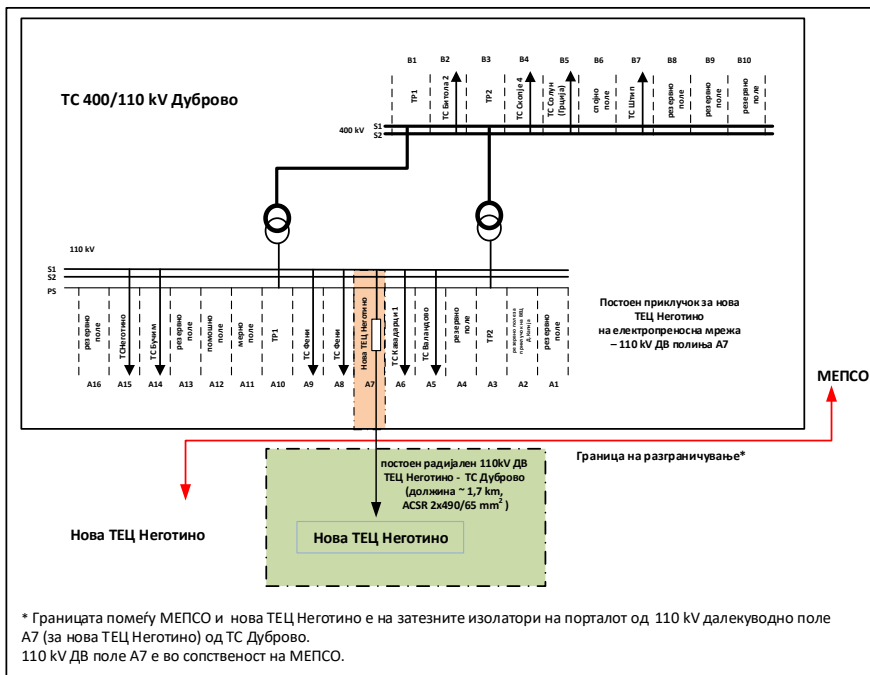 ТС 400/110 kV Дуброво
B1
B2
B3
B4
B5
B6
B7
B8
B9
B10
ТР1
ТС Битола 2
ТР2
ТС Скопје 4
ТС Солун
(Грција)
спојно
поле
ТС Штип
резервно
поле
резервно
поле
резервно
поле
400 kV
S1
S2
110 kV
S1
S2
PS
резервно
поле
ТСНеготино
ТС Бучим
резервно
поле
помошно
поле
мерно
поле
ТР1
ТС Фени
ТС Фени
Нова ТЕЦ Неготино
ТС Кавадарци 1
ТС Валандово
резервно
поле
ТР2
резервно
поле
A16
A15
A14
A13
A12
A11
A10
A9
A8
A7
A6
A5
A4
A3
A2
A1
Постоен приклучок за нова
ТЕЦ Неготино
на електропреносна мрежа
– 110 kV ДВ полиња A7
МЕПСО
Граница на разграничување*
Нова ТЕЦ Неготино
постоен радијален 110kV ДВ
ТЕЦ Неготино - ТС Дуброво
(должина ~ 1,7 km,
ACSR 2x490/65 mm² )
Нова ТЕЦ Неготино
* Границата помеѓу МЕПСО и нова ТЕЦ Неготино е на затезните изолатори на порталот од 110 kV далекуводно поле
A7 (за нова ТЕЦ Неготино) од ТС Дуброво.
110 kV ДВ поле A7 е во сопственост на МЕПСО.